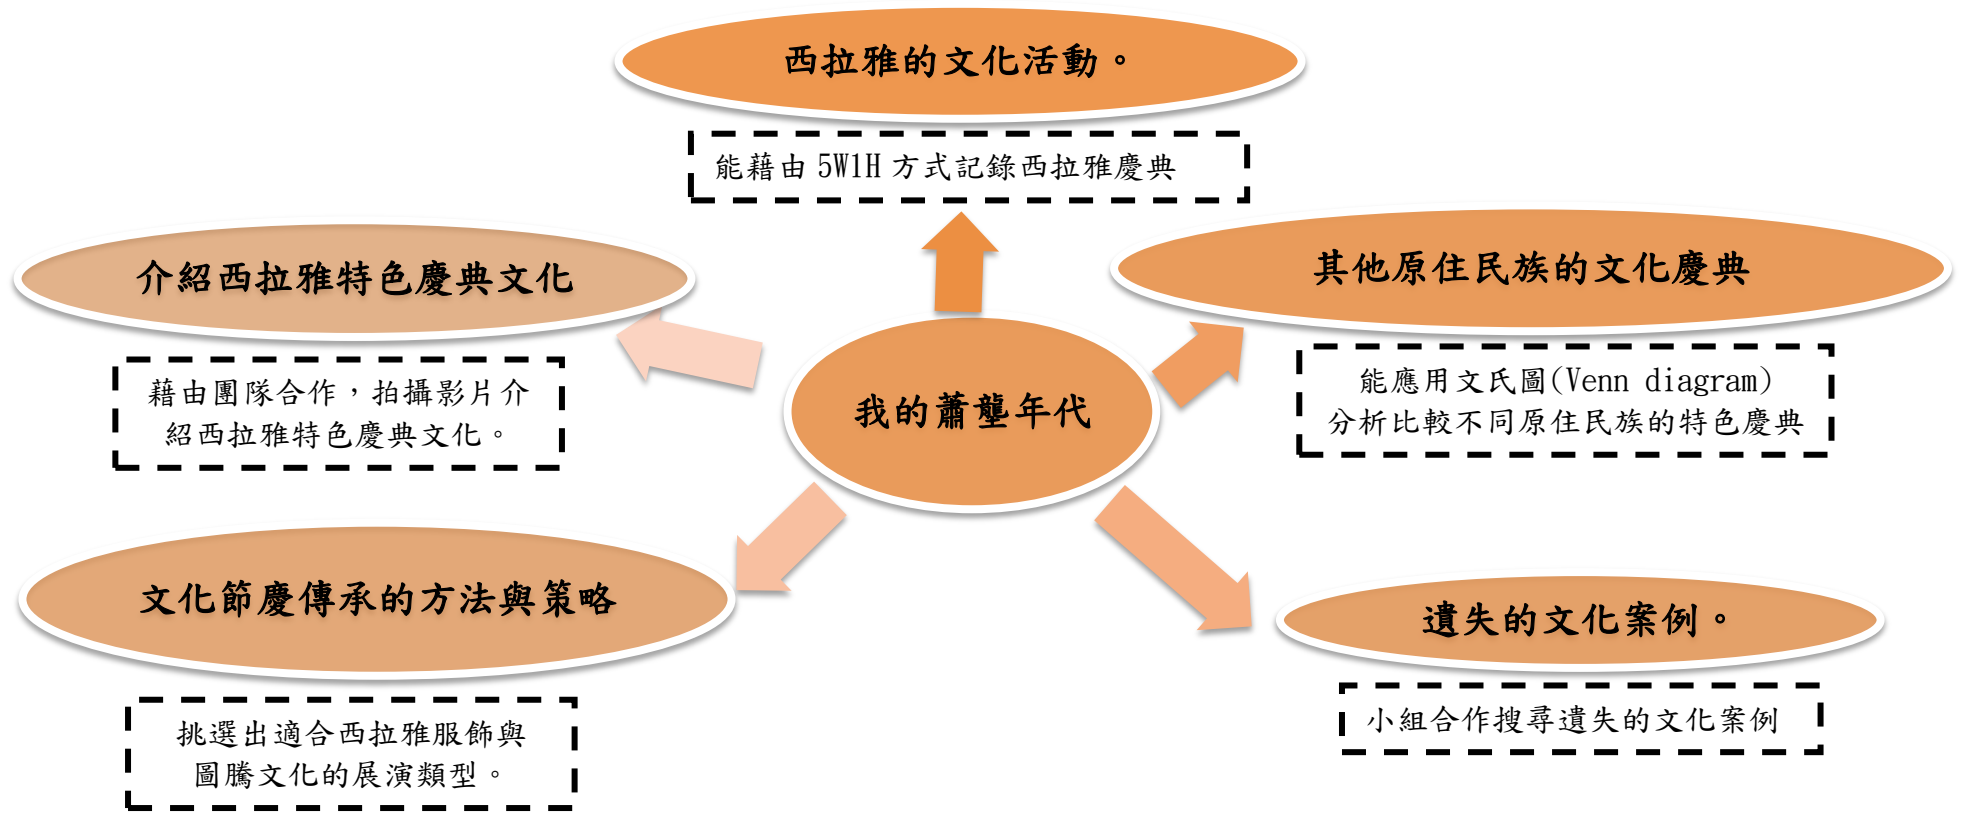 西拉雅的文化活動。
能藉由 5W1H 方式記錄西拉雅慶典
介紹西拉雅特色慶典文化
藉由團隊合作，拍攝影片介
紹西拉雅特色慶典文化。
其他原住民族的文化慶典
能應用文氏圖(Venn diagram)
分析比較不同原住民族的特色慶典
我的蕭壟年代
文化節慶傳承的方法與策略
挑選出適合西拉雅服飾與
圖騰文化的展演類型。
遺失的文化案例。
小組合作搜尋遺失的文化案例